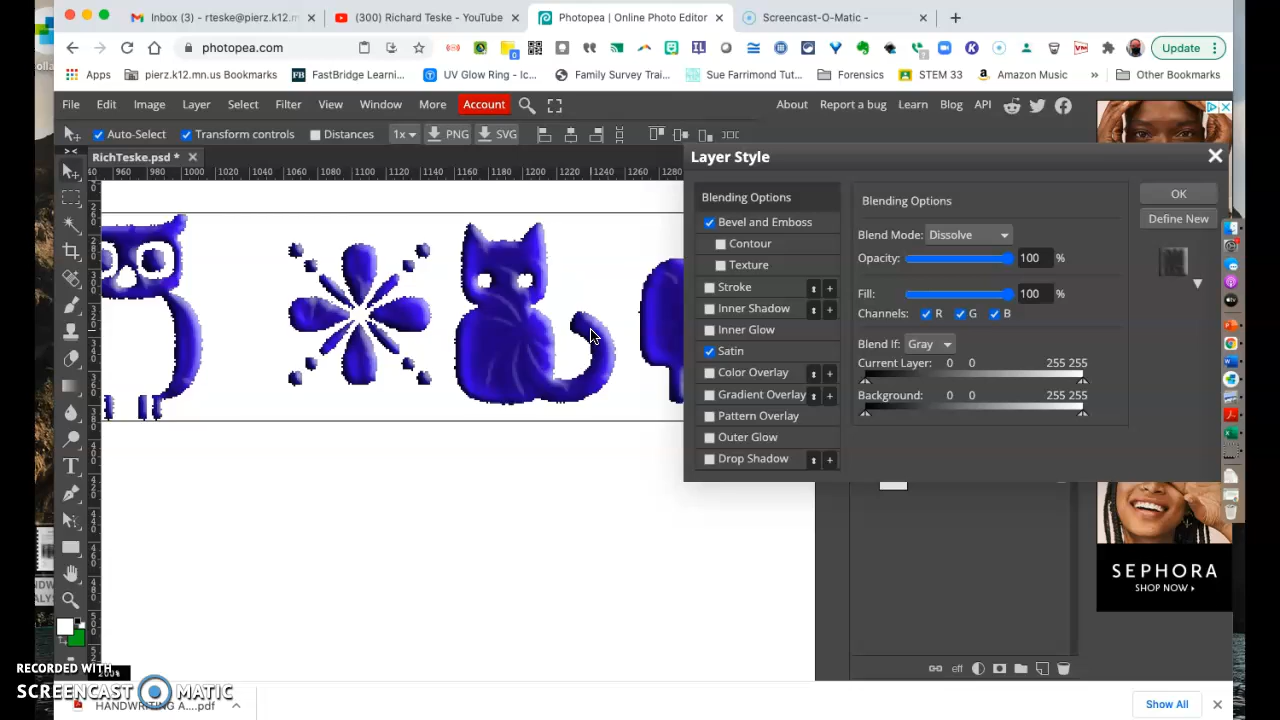 Inbox (3) - rteske@pierz.k12.m
(300) Richard Teske - YouTube
Photopea | Online Photo Editor
Screencast-O-Matic -
photopea.com
Update
Apps
pierz.k12.mn.us Bookmarks
FastBridge Learni...
UV Glow Ring - Ic...
Family Survey Trai...
Sue Farrimond Tut...
Forensics
STEM 33
Amazon Music
»
Other Bookmarks
File Edit Image Layer Select Filter View Window More Account
About Report a bug Learn Blog API
Auto-Select Transform controls Distances 1x PNG SVG
RichTeske.psd *
960 980 1000 1060 1080 1100 1120 1140 1160 1180 1200 1220 1240 1260 1280
Layer Style
Blending Options
Bevel and Emboss
Contour
Texture
Stroke
Inner Shadow
Inner Glow
Satin
Color Overlay
Gradient Overlay
Pattern Overlay
Outer Glow
Drop Shadow
Blending Options
Blend Mode: Dissolve
Opacity: 100 %
Fill: 100 %
Channels: R G B
Blend If: Gray
Current Layer: 0 0 255 255
Background: 0 0 255 255
OK
Define New
SEPHORA
SHOP NOW
eff
RECORDED WITH
SCREENCAST MATIC
HANDWRITING A....pdf
Show All